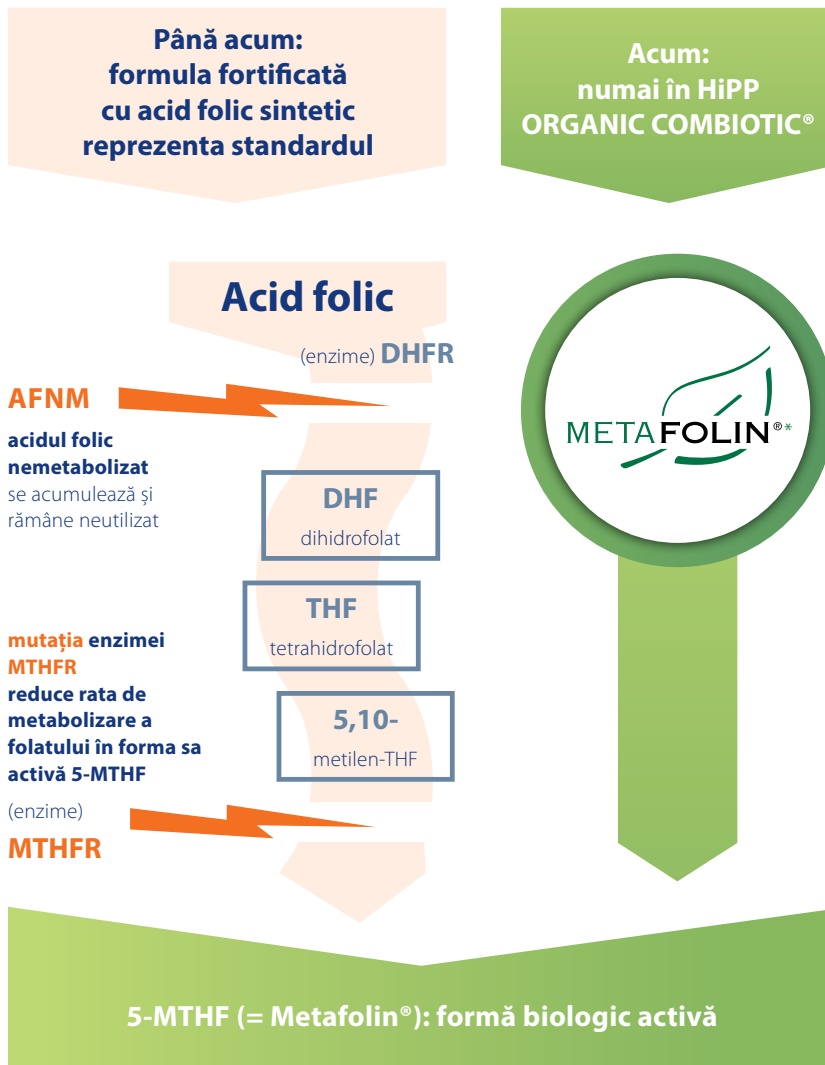 Până acum:
formula fortificată
cu acid folic sintetic
reprezenta standardul
Acum:
numai în HiPP
ORGANIC COMBIOTIC®
Acid folic
(enzime) DHFR
AFNM
acidul folic
nemetabolizat
se acumulează și
rămâne neutilizat
METAFOLIN®*
DHF
dihidrofolat
THF
tetrahidrofolat
mutația enzimei
MTHFR
reduce rata de
metabolizare a
folatului în forma sa
activă 5-MTHF
(enzime)
MTHFR
5,10-
metilen-THF
5-MTHF (= Metafolin®): formă biologic activă